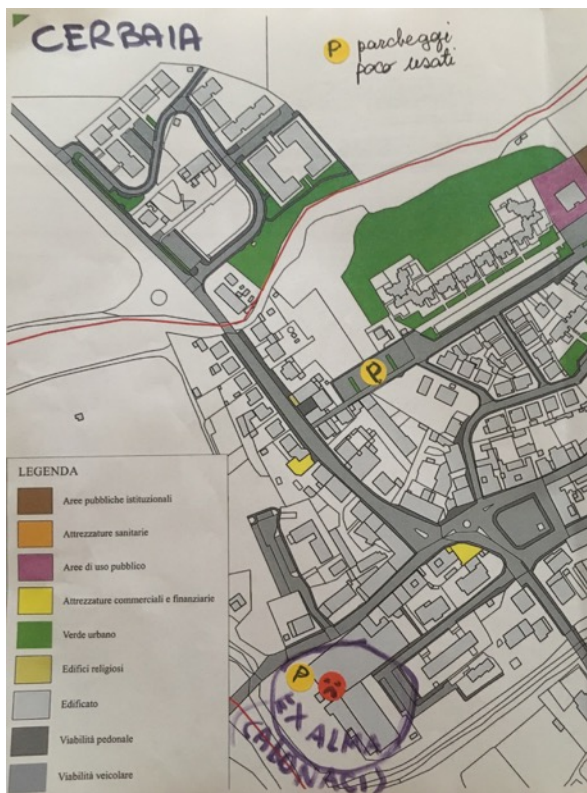 CERBAIA
P parcheggi
poco usati
P
LEGENDA
Aree pubbliche istituzionali
Attrezzature sanitarie
Aree di uso pubblico
Attrezzature commerciali e finanziarie
Verde urbano
Edifici religiosi
Edificato
Viabilità pedonale
Viabilità veicolare
P
EX ALMA